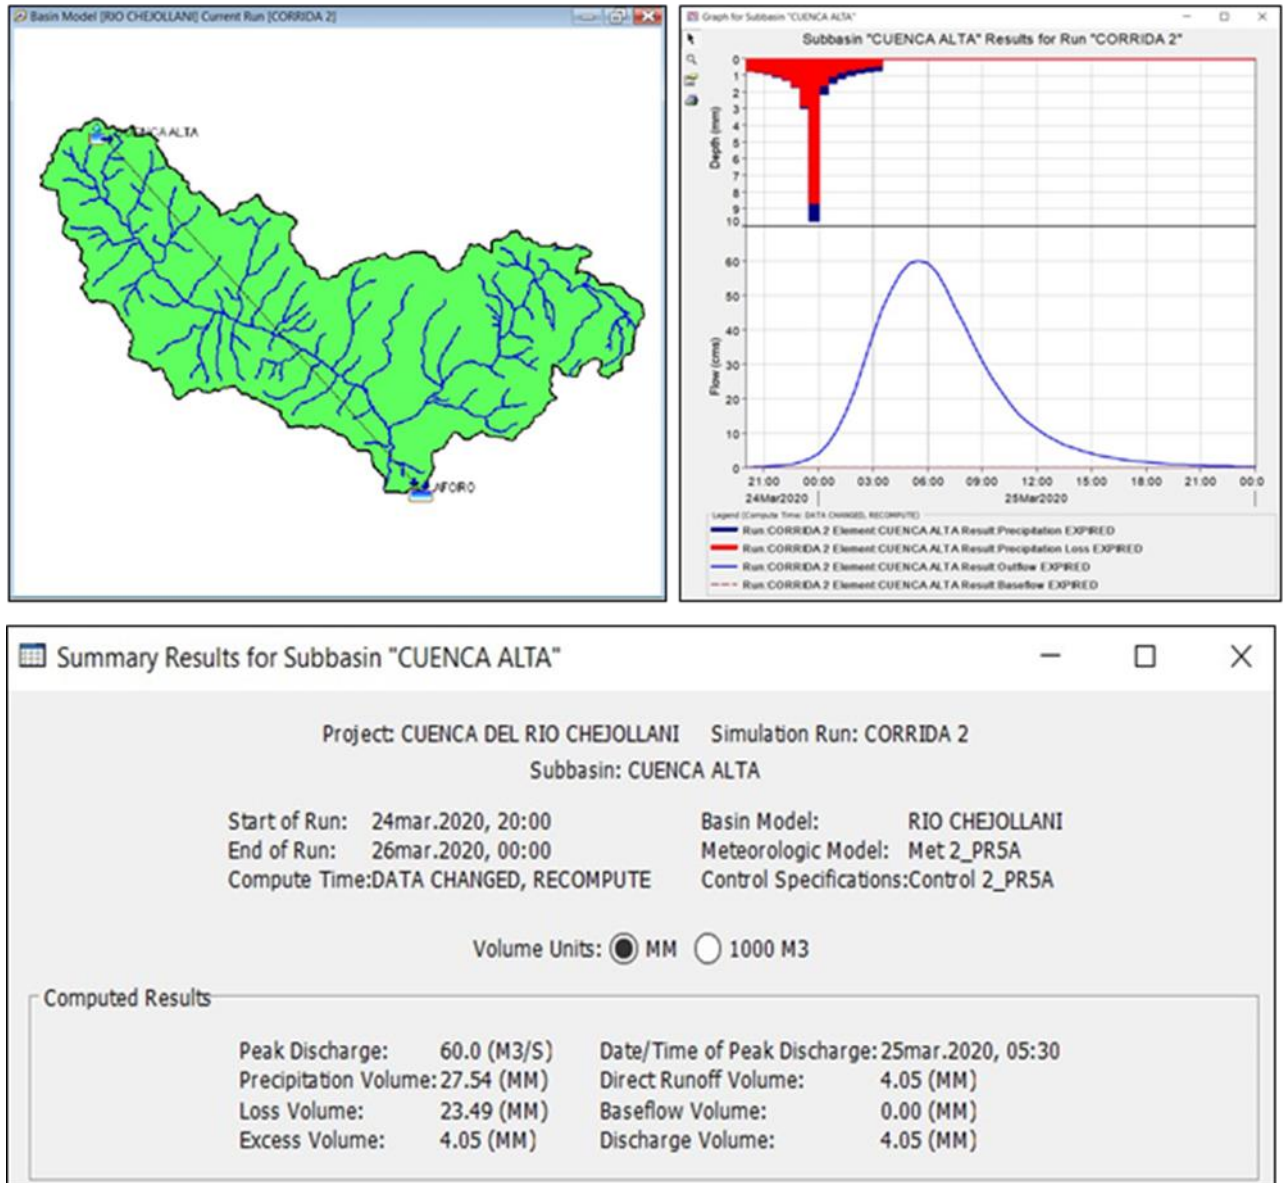 Basin Model [RIO CHEJOLLANI] Current Run [CORRIDA 2]
CUENCA ALTA
AFORO
Graph for Subbasin "CUENCA ALTA"
Subbasin "CUENCA ALTA" Results for Run "CORRIDA 2"
Depth (mm)
0
1
2
3
4
5
6
7
8
9
10
Flow (cms)
60
50
40
30
20
10
0
21:00 00:00 03:00 06:00 09:00 12:00 15:00 18:00 21:00 00:0
24Mar2020 25Mar2020
Legend (Compute Time: DATA CHANGED, RECOMPUTE)
Run:CORRIDA 2 Element:CUENCA ALTA Result:Precipitation EXPIRED
Run:CORRIDA 2 Element:CUENCA ALTA Result:Precipitation Loss EXPIRED
Run:CORRIDA 2 Element:CUENCA ALTA Result:Outflow EXPIRED
Run:CORRIDA 2 Element:CUENCA ALTA Result:Baseflow EXPIRED
Summary Results for Subbasin "CUENCA ALTA"
Project: CUENCA DEL RIO CHEJOLLANI Simulation Run: CORRIDA 2
Subbasin: CUENCA ALTA
Start of Run: 24mar.2020, 20:00 Basin Model: RIO CHEJOLLANI
End of Run: 26mar.2020, 00:00 Meteorologic Model: Met 2_PR5A
Compute Time:DATA CHANGED, RECOMPUTE Control Specifications:Control 2_PR5A
Volume Units: MM 1000 M3
Computed Results
Peak Discharge: 60.0 (M3/S) Date/Time of Peak Discharge:25mar.2020, 05:30
Precipitation Volume:27.54 (MM) Direct Runoff Volume: 4.05 (MM)
Loss Volume: 23.49 (MM) Baseflow Volume: 0.00 (MM)
Excess Volume: 4.05 (MM) Discharge Volume: 4.05 (MM)